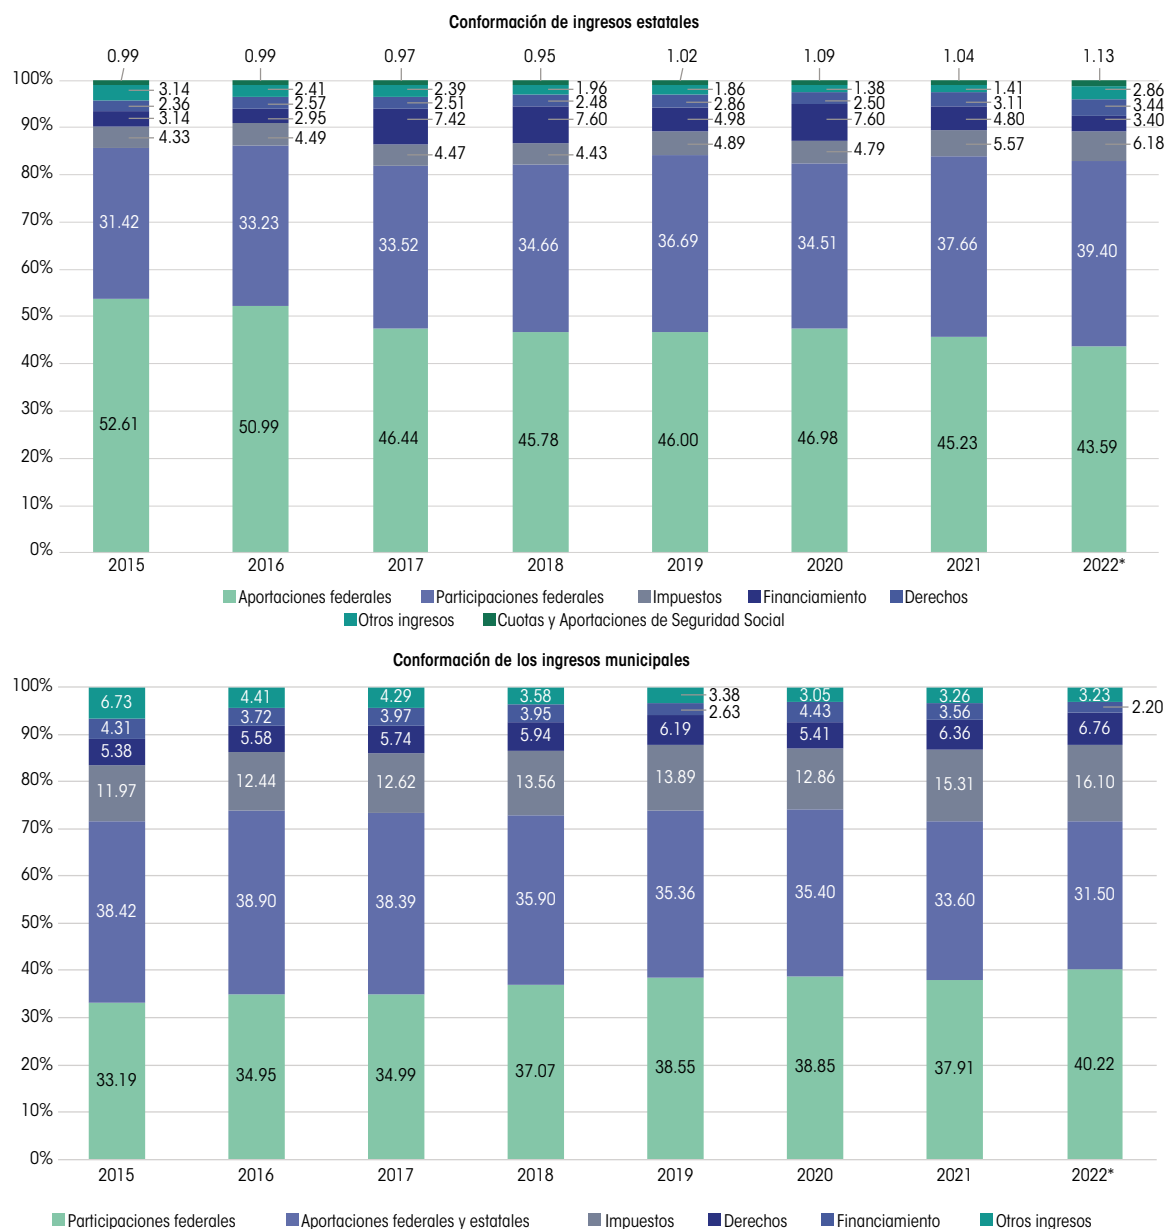 Conformación de ingresos estatales
0.99 0.99 0.97 0.95 1.02 1.09 1.04 1.13
100%
3.14 2.41 2.39 1.96 1.86 1.38 1.41 2.86
2.36 2.57 2.51 2.48 2.86 2.50 3.11 3.44
3.14 2.95 7.42 7.60 4.98 7.60 4.80 3.40
90%
4.33 4.49 4.47 4.43 4.89 4.79 5.57 6.18
80%
70%
31.42 33.23 33.52 34.66 36.69 34.51 37.66 39.40
60%
50%
40%
30%
52.61 50.99 46.44 45.78 46.00 46.98 45.23 43.59
20%
10%
0%
2015 2016 2017 2018 2019 2020 2021 2022*
Aportaciones federales Participaciones federales Impuestos Financiamiento Derechos
Otros ingresos Cuotas y Aportaciones de Seguridad Social
Conformación de los ingresos municipales
100%
6.73 4.41 4.29 3.58 3.38 3.05 3.26 3.23
4.31 3.72 3.97 3.95 2.63 4.43 3.56 2.20
90%
5.38 5.58 5.74 5.94 6.19 5.41 6.36 6.76
80%
11.97 12.44 12.62 13.56 13.89 12.86 15.31 16.10
70%
60%
38.42 38.90 38.39 35.90 35.36 35.40 33.60 31.50
50%
40%
30%
20%
33.19 34.95 34.99 37.07 38.55 38.85 37.91 40.22
10%
0%
2015 2016 2017 2018 2019 2020 2021 2022*
Participaciones federales Aportaciones federales y estatales Impuestos Derechos Financiamiento Otros ingresos